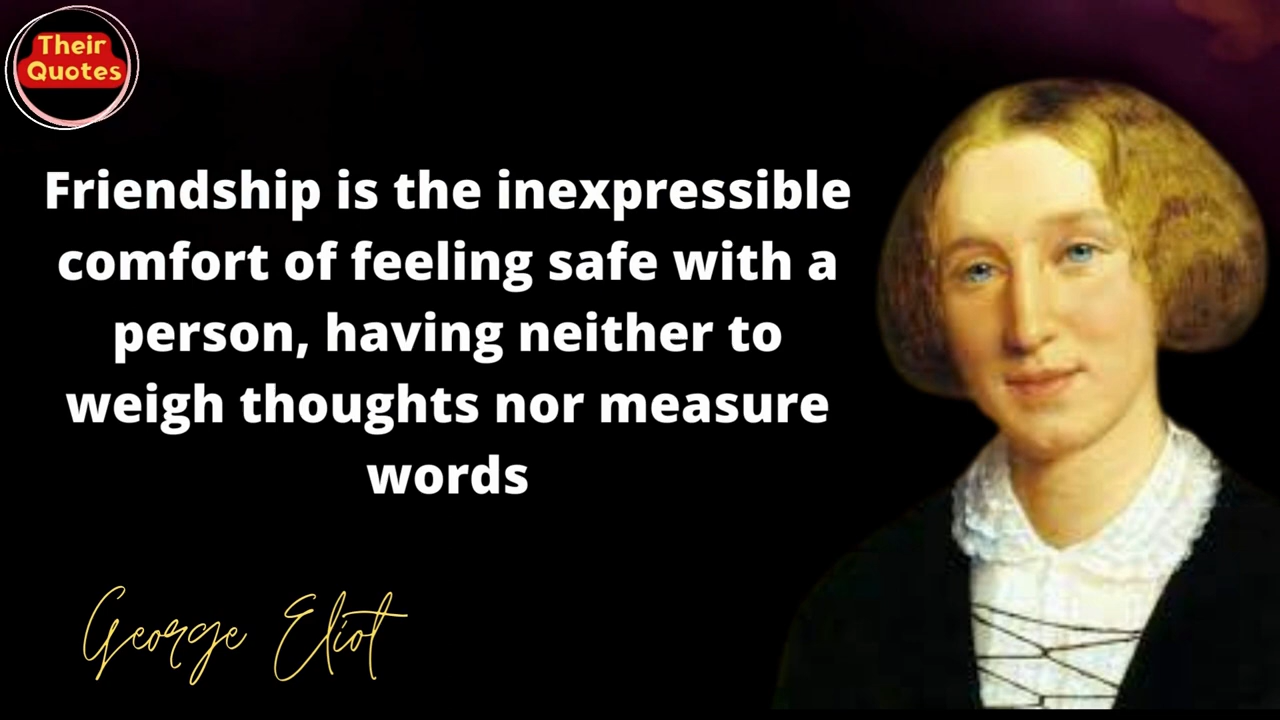 Their
Quotes
Friendship is the inexpressible
comfort of feeling safe with a
person, having neither to
weigh thoughts nor measure
words
George Eliot